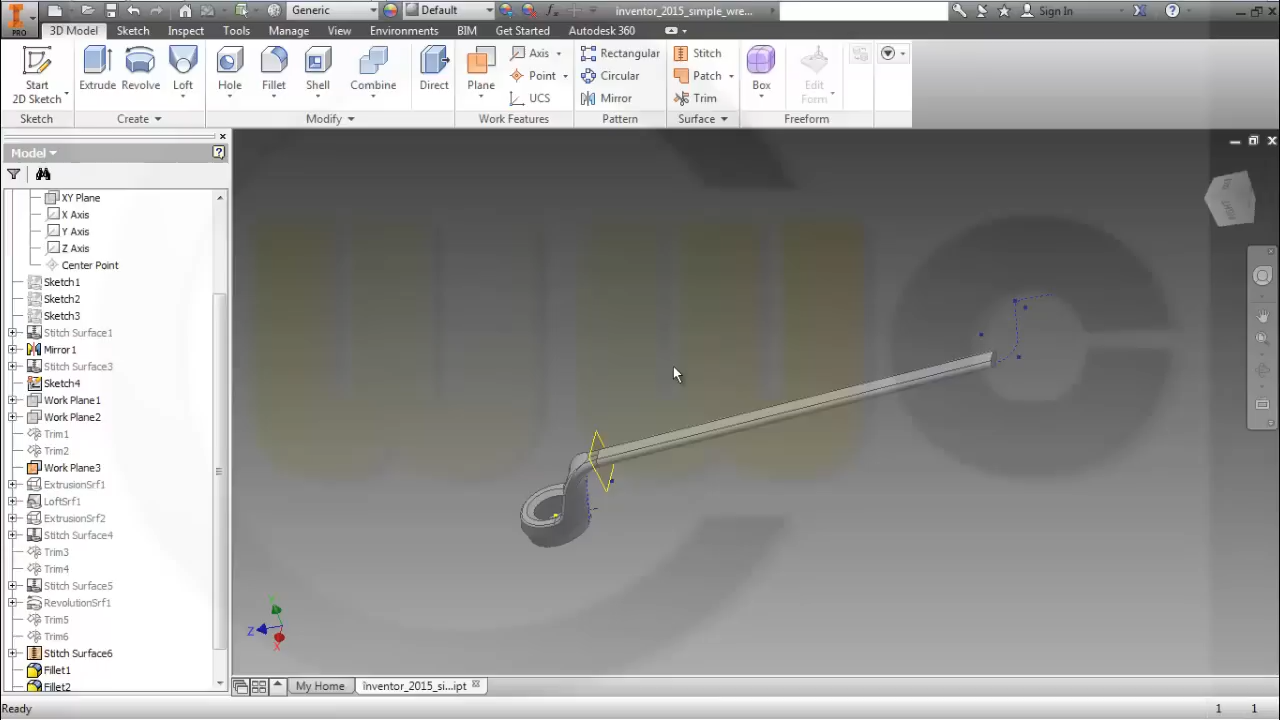 PRO
Generic
Default
inventor_2015_simple_wre...
Sign In
3D Model Sketch Inspect Tools Manage View Environments BIM Get Started Autodesk 360
Start
2D Sketch
Extrude Revolve Loft
Hole Fillet Shell Combine
Direct
Plane
Axis
Point
UCS
Rectangular
Circular
Mirror
Stitch
Patch
Trim
Box
Edit
Form
Sketch Create Modify Work Features Pattern Surface Freeform
Model
XY Plane
X Axis
Y Axis
Z Axis
Center Point
Sketch1
Sketch2
Sketch3
Stitch Surface1
Mirror1
Stitch Surface3
Sketch4
Work Plane1
Work Plane2
Trim1
Trim2
Work Plane3
ExtrusionSrf1
LoftSrf1
ExtrusionSrf2
Stitch Surface4
Trim3
Trim4
Stitch Surface5
RevolutionSrf1
Trim5
Trim6
Stitch Surface6
Fillet1
Fillet2
Z
X
My Home
inventor_2015_si...ipt
Ready
1 1